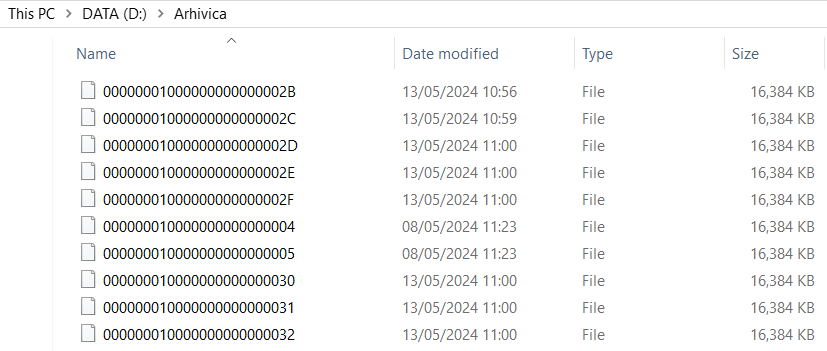 This PC > DATA (D:) > Arhivica
Name Date modified Type Size
00000001000000000000002B 13/05/2024 10:56 File 16,384 KB
00000001000000000000002C 13/05/2024 10:59 File 16,384 KB
00000001000000000000002D 13/05/2024 11:00 File 16,384 KB
00000001000000000000002E 13/05/2024 11:00 File 16,384 KB
00000001000000000000002F 13/05/2024 11:00 File 16,384 KB
000000010000000000000004 08/05/2024 11:23 File 16,384 KB
000000010000000000000005 08/05/2024 11:23 File 16,384 KB
000000010000000000000030 13/05/2024 11:00 File 16,384 KB
000000010000000000000031 13/05/2024 11:00 File 16,384 KB
000000010000000000000032 13/05/2024 11:00 File 16,384 KB